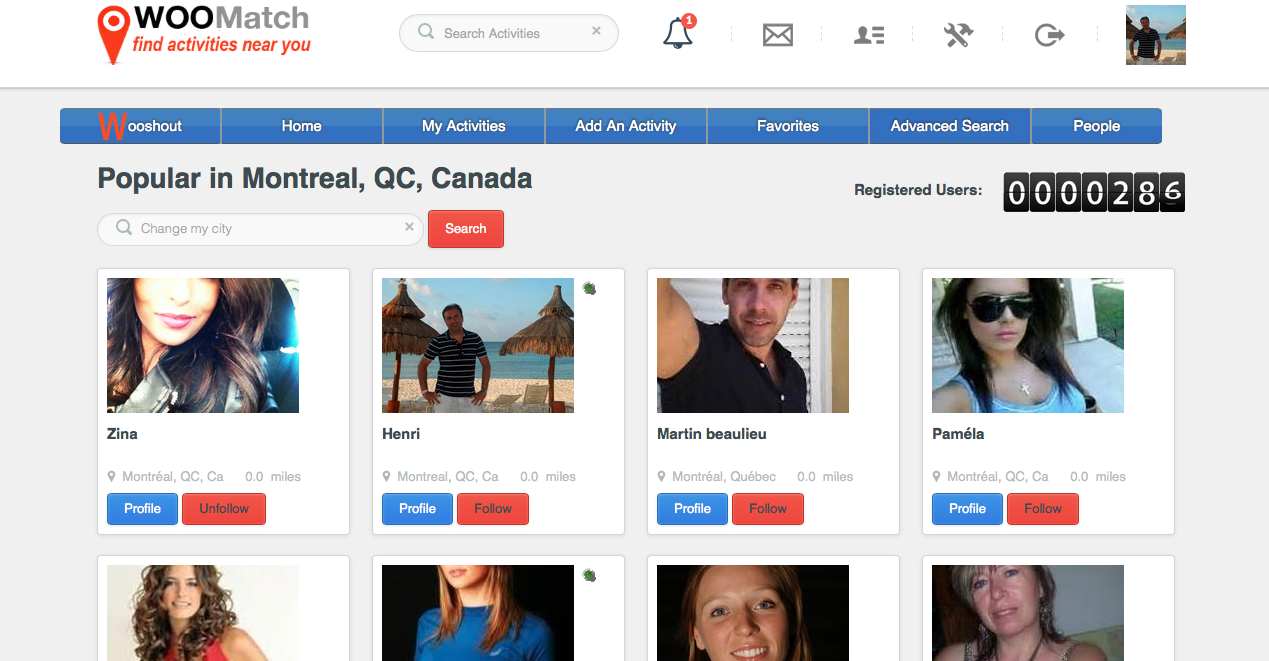 WOOMatch
find activities near you
Search Activities
1
Wooshout
Home
My Activities
Add An Activity
Favorites
Advanced Search
People
Popular in Montreal, QC, Canada
Registered Users:
0000286
Change my city
Search
Zina
Montréal, QC, Ca 0.0 miles
Profile
Unfollow
Henri
Montreal, QC, Ca 0.0 miles
Profile
Follow
Martin beaulieu
Montréal, Québec 0.0 miles
Profile
Follow
Paméla
Montréal, QC, Ca 0.0 miles
Profile
Follow